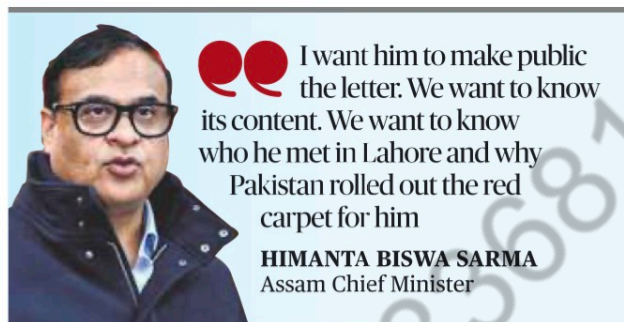 I want him to make public
the letter. We want to know
its content. We want to know
who he met in Lahore and why
Pakistan rolled out the red
carpet for him
HIMANTA BISWA SARMA
Assam Chief Minister
3681